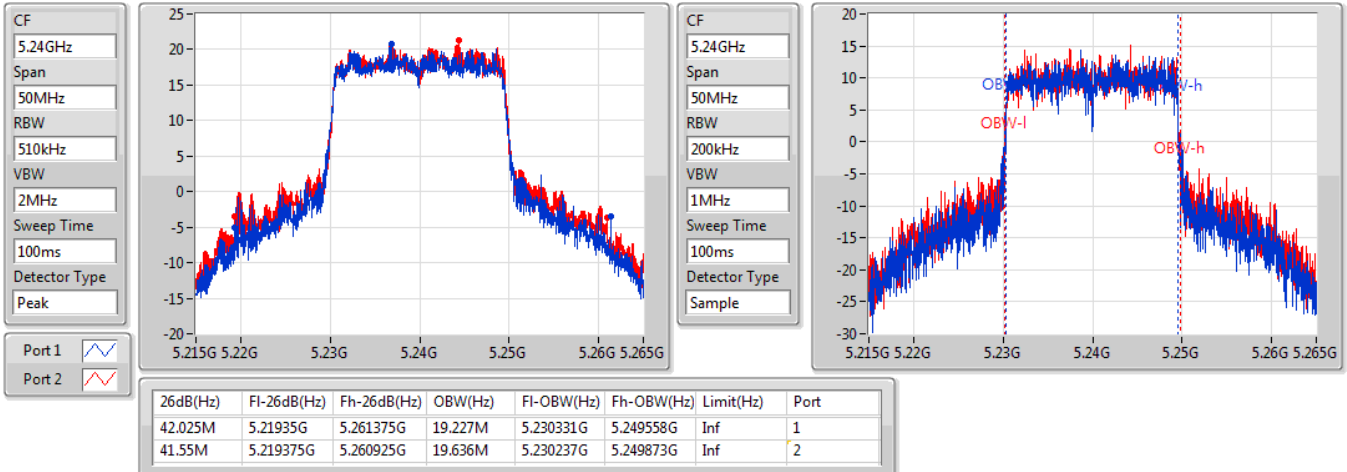 CF
5.24GHz
Span
50MHz
RBW
510kHz
VBW
2MHz
Sweep Time
100ms
Detector Type
Peak
Port 1
Port 2
25
20
15
10
5
0
-5
-10
-15
-20
5.215G 5.22G 5.23G 5.24G 5.25G 5.26G 5.265G
CF
5.24GHz
Span
50MHz
RBW
200kHz
VBW
1MHz
Sweep Time
100ms
Detector Type
Sample
20
15
10
5
0
-5
-10
-15
-20
-25
-30
OBW-l
OBW-h
5.215G 5.22G 5.23G 5.24G 5.25G 5.26G 5.265G
26dB(Hz) Fl-26dB(Hz) Fh-26dB(Hz) OBW(Hz) Fl-OBW(Hz) Fh-OBW(Hz) Limit(Hz) Port
42.025M 5.21935G 5.261375G 19.227M 5.230331G 5.249558G Inf 1
41.55M 5.219375G 5.260925G 19.636M 5.230237G 5.249873G Inf 2